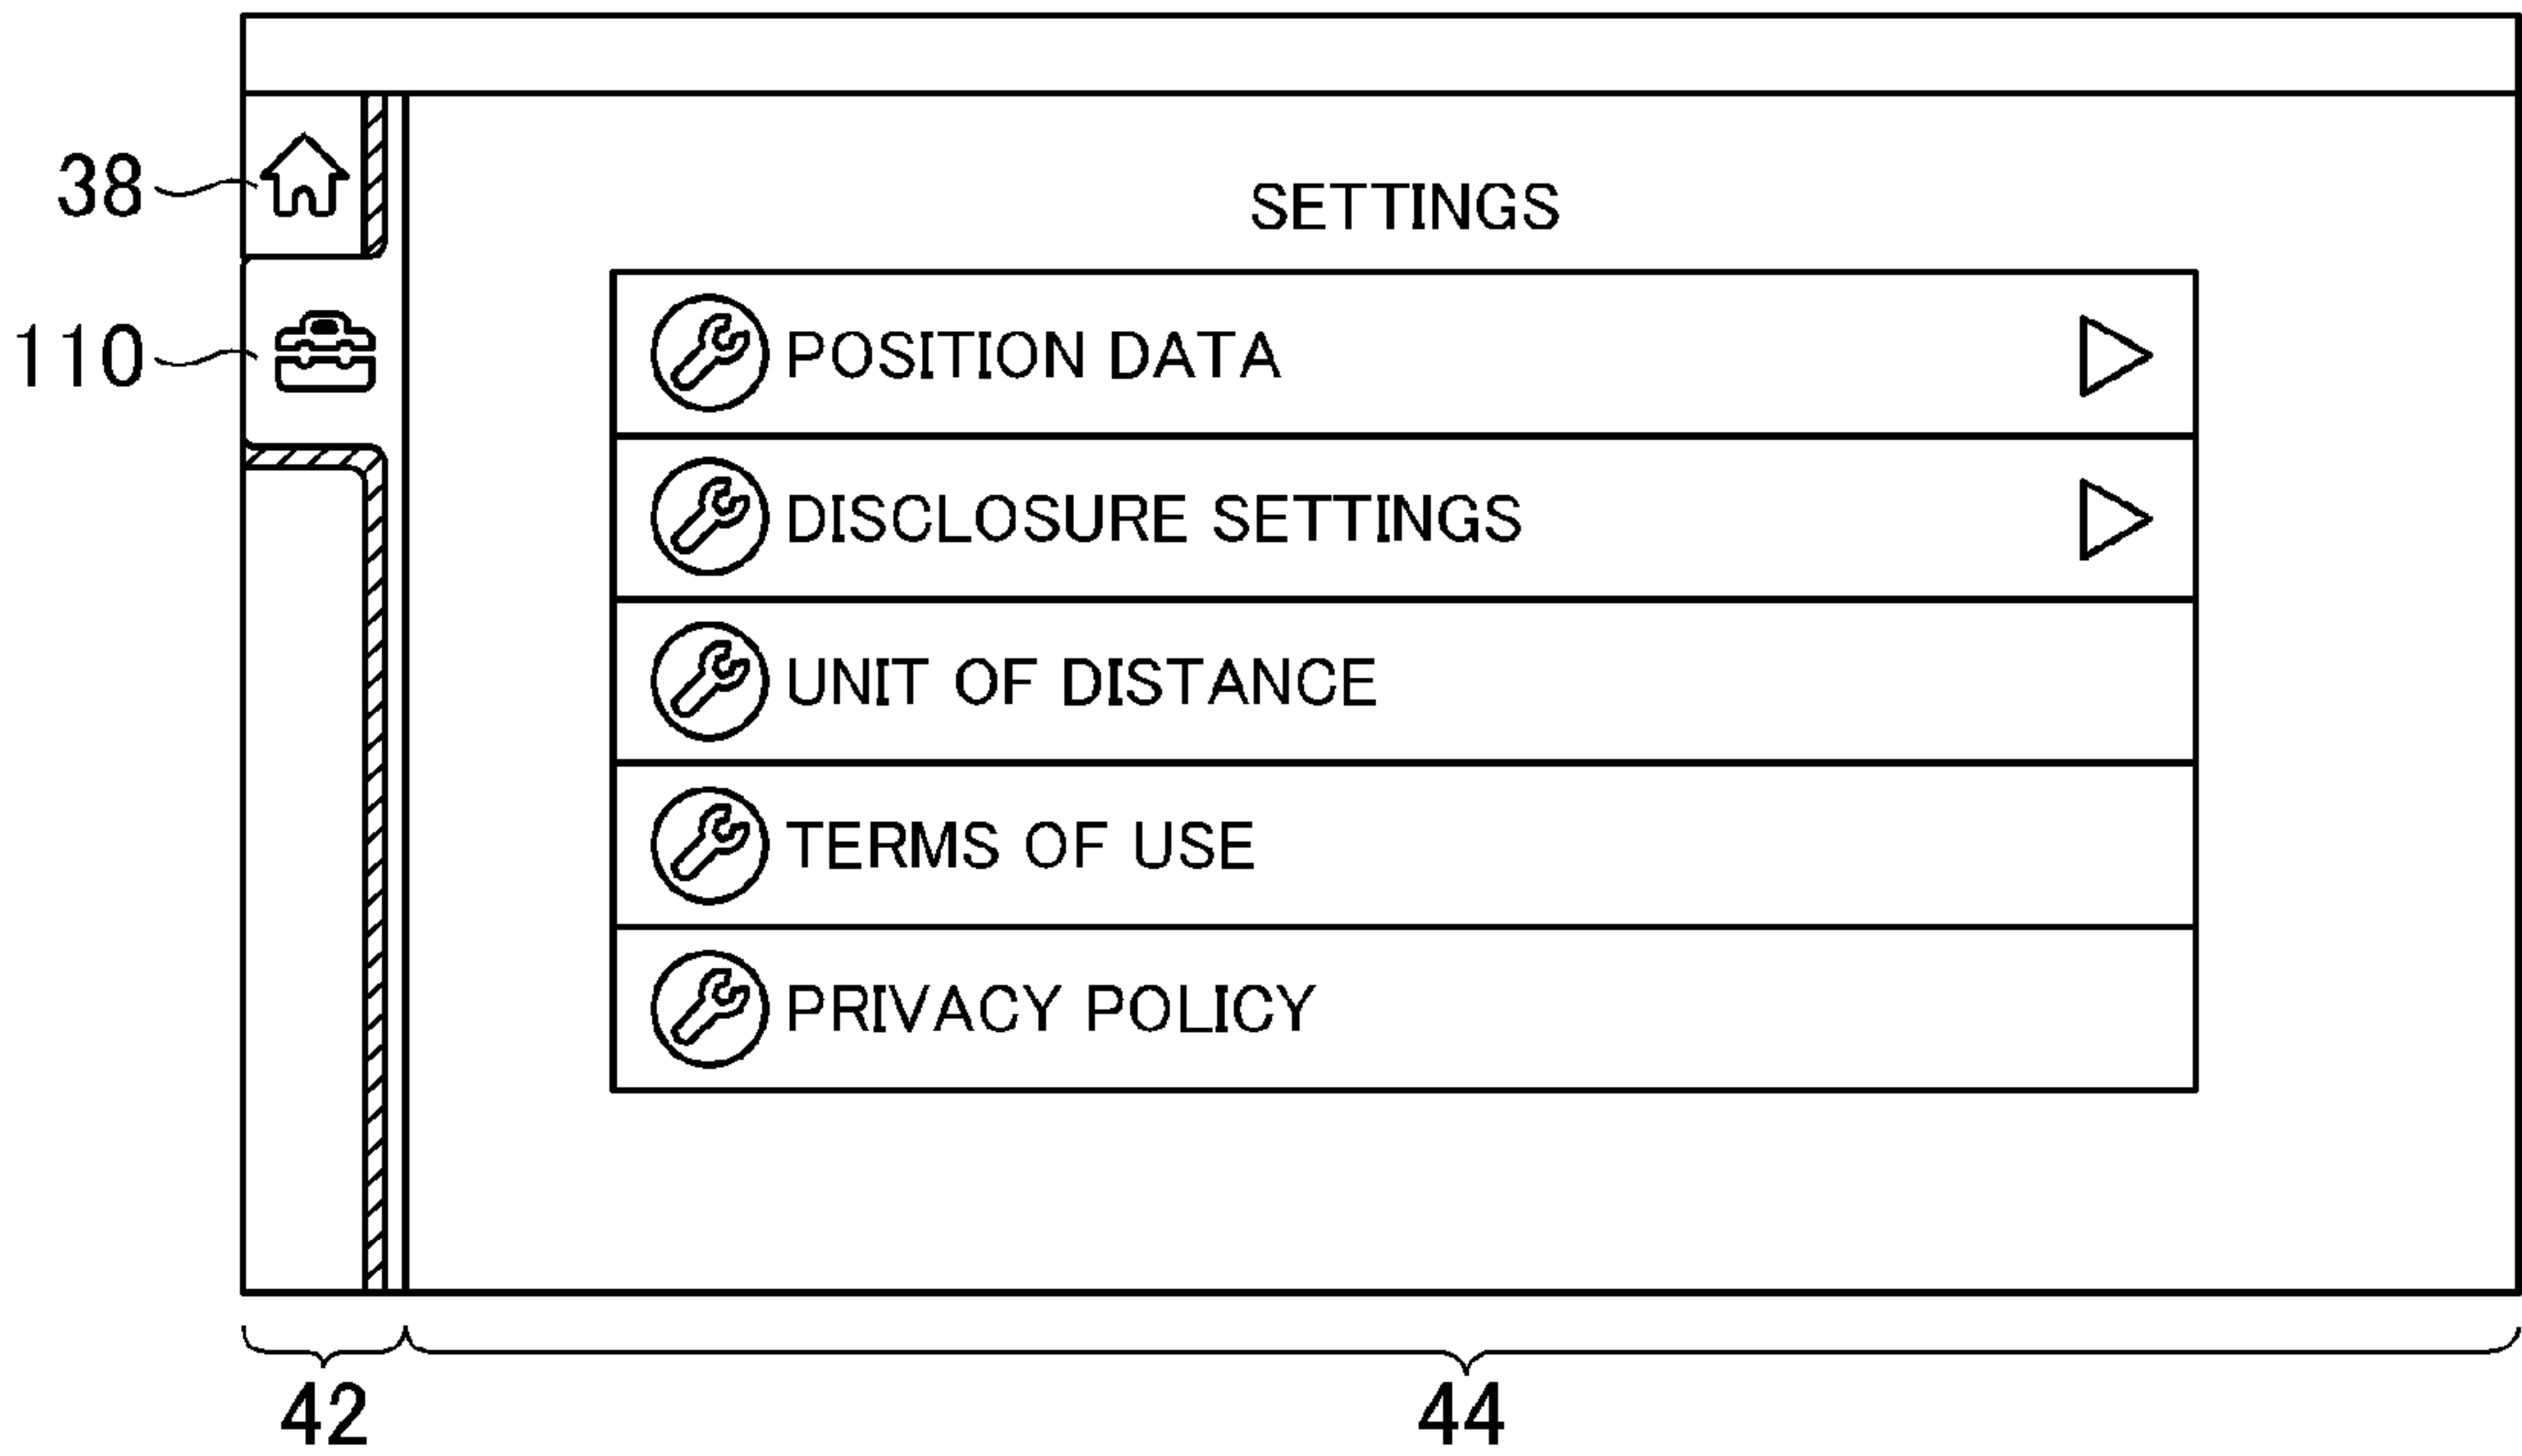 38
SETTINGS
110
POSITION DATA
DISCLOSURE SETTINGS
UNIT OF DISTANCE
TERMS OF USE
PRIVACY POLICY
42
44